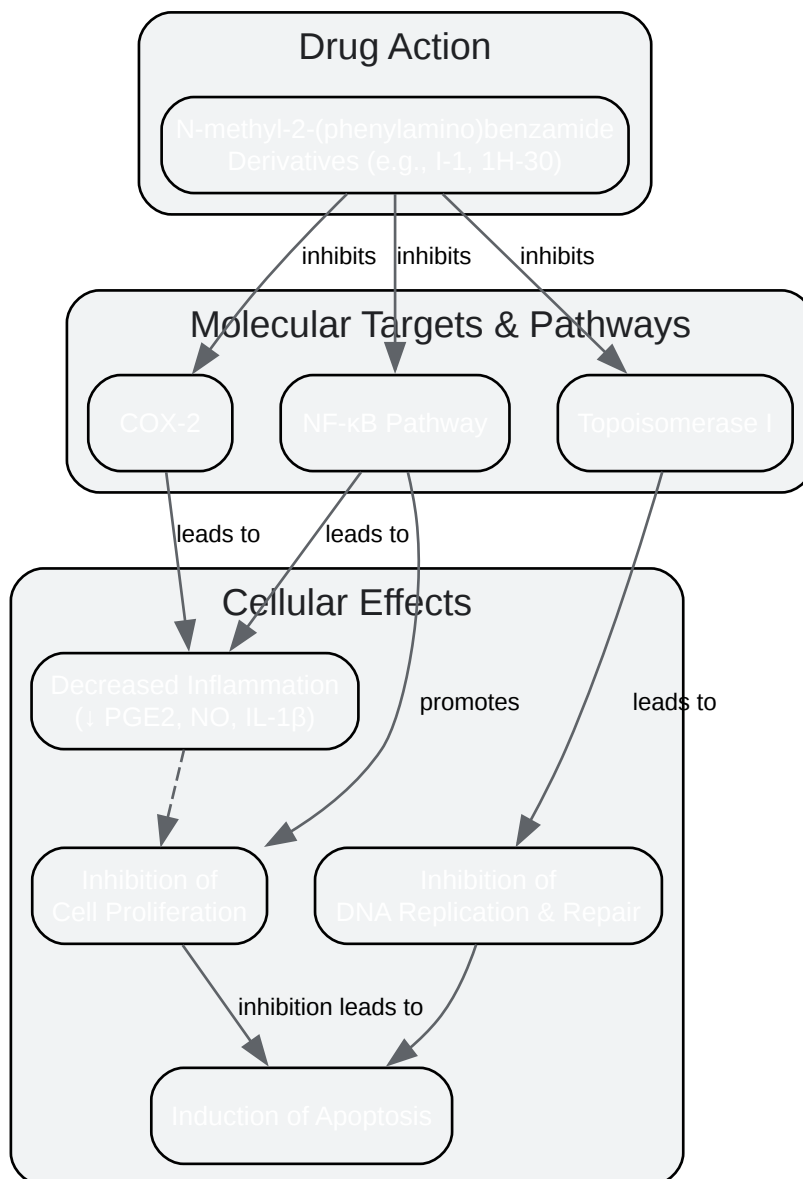 Drug Action
N-methyl-2-(phenylamino)benzamide
Derivatives (e.g., I-1, 1H-30)
inhibits
inhibits
inhibits
Molecular Targets & Pathways
COX-2
NF-κB Pathway
Topoisomerase I
leads to
leads to
Cellular Effects
Decreased Inflammation
(↓ PGE2, NO, IL-1β)
promotes
leads to
Inhibition of
Cell Proliferation
Inhibition of
DNA Replication & Repair
inhibition leads to
Induction of Apoptosis